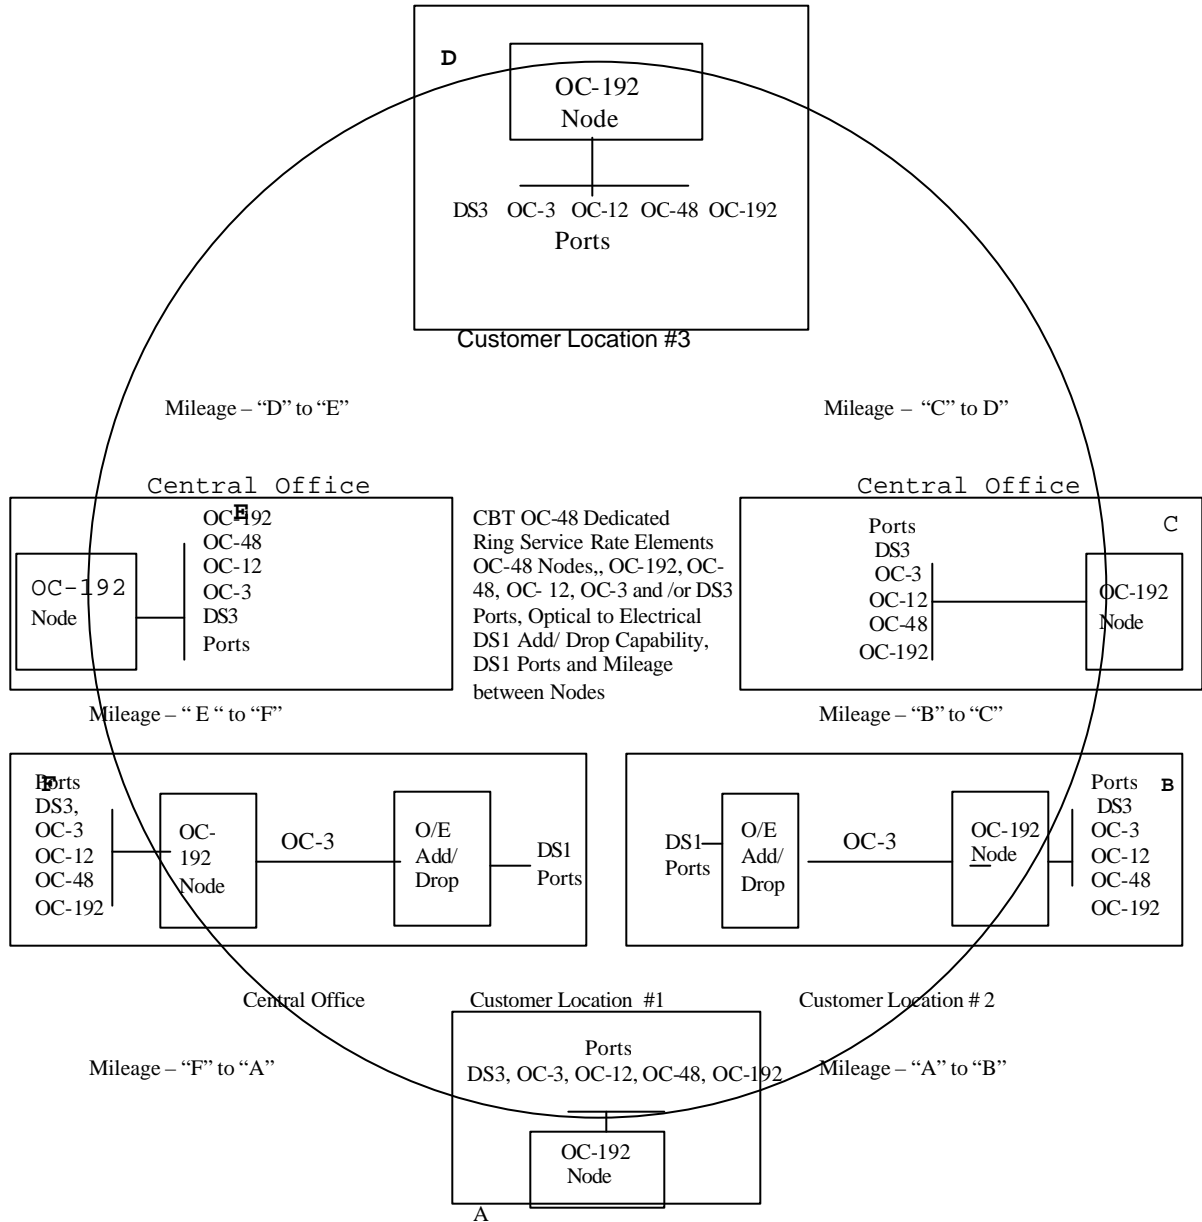 D
OC-192
Node
DS3 OC-3 OC-12 OC-48 OC-192
Ports
Customer Location #3
Mileage – “D” to “E”
Mileage – “C” to D”
Central Office
E
OC-192
OC-48
OC-12
OC-3
DS3
Ports
OC-192
Node
CBT OC-48 Dedicated
Ring Service Rate Elements
OC-48 Nodes,, OC-192, OC-
48, OC- 12, OC-3 and /or DS3
Ports, Optical to Electrical
DS1 Add/ Drop Capability,
DS1 Ports and Mileage
between Nodes
Central Office
C
Ports
DS3
OC-3
OC-12
OC-48
OC-192
OC-192
Node
Mileage – “ E “ to “F”
Mileage – “B” to “C”
F
Ports
DS3,
OC-3
OC-12
OC-48
OC-192
OC-
192
Node
OC-3
O/E
Add/
Drop
DS1
Ports
DS1
Ports
O/E
Add/
Drop
OC-3
OC-192
Node
Ports
DS3
OC-3
OC-12
OC-48
OC-192
B
Central Office
Customer Location #1
Customer Location # 2
Mileage – “F” to “A”
Ports
DS3, OC-3, OC-12, OC-48, OC-192
Mileage – “A” to “B”
OC-192
Node
A